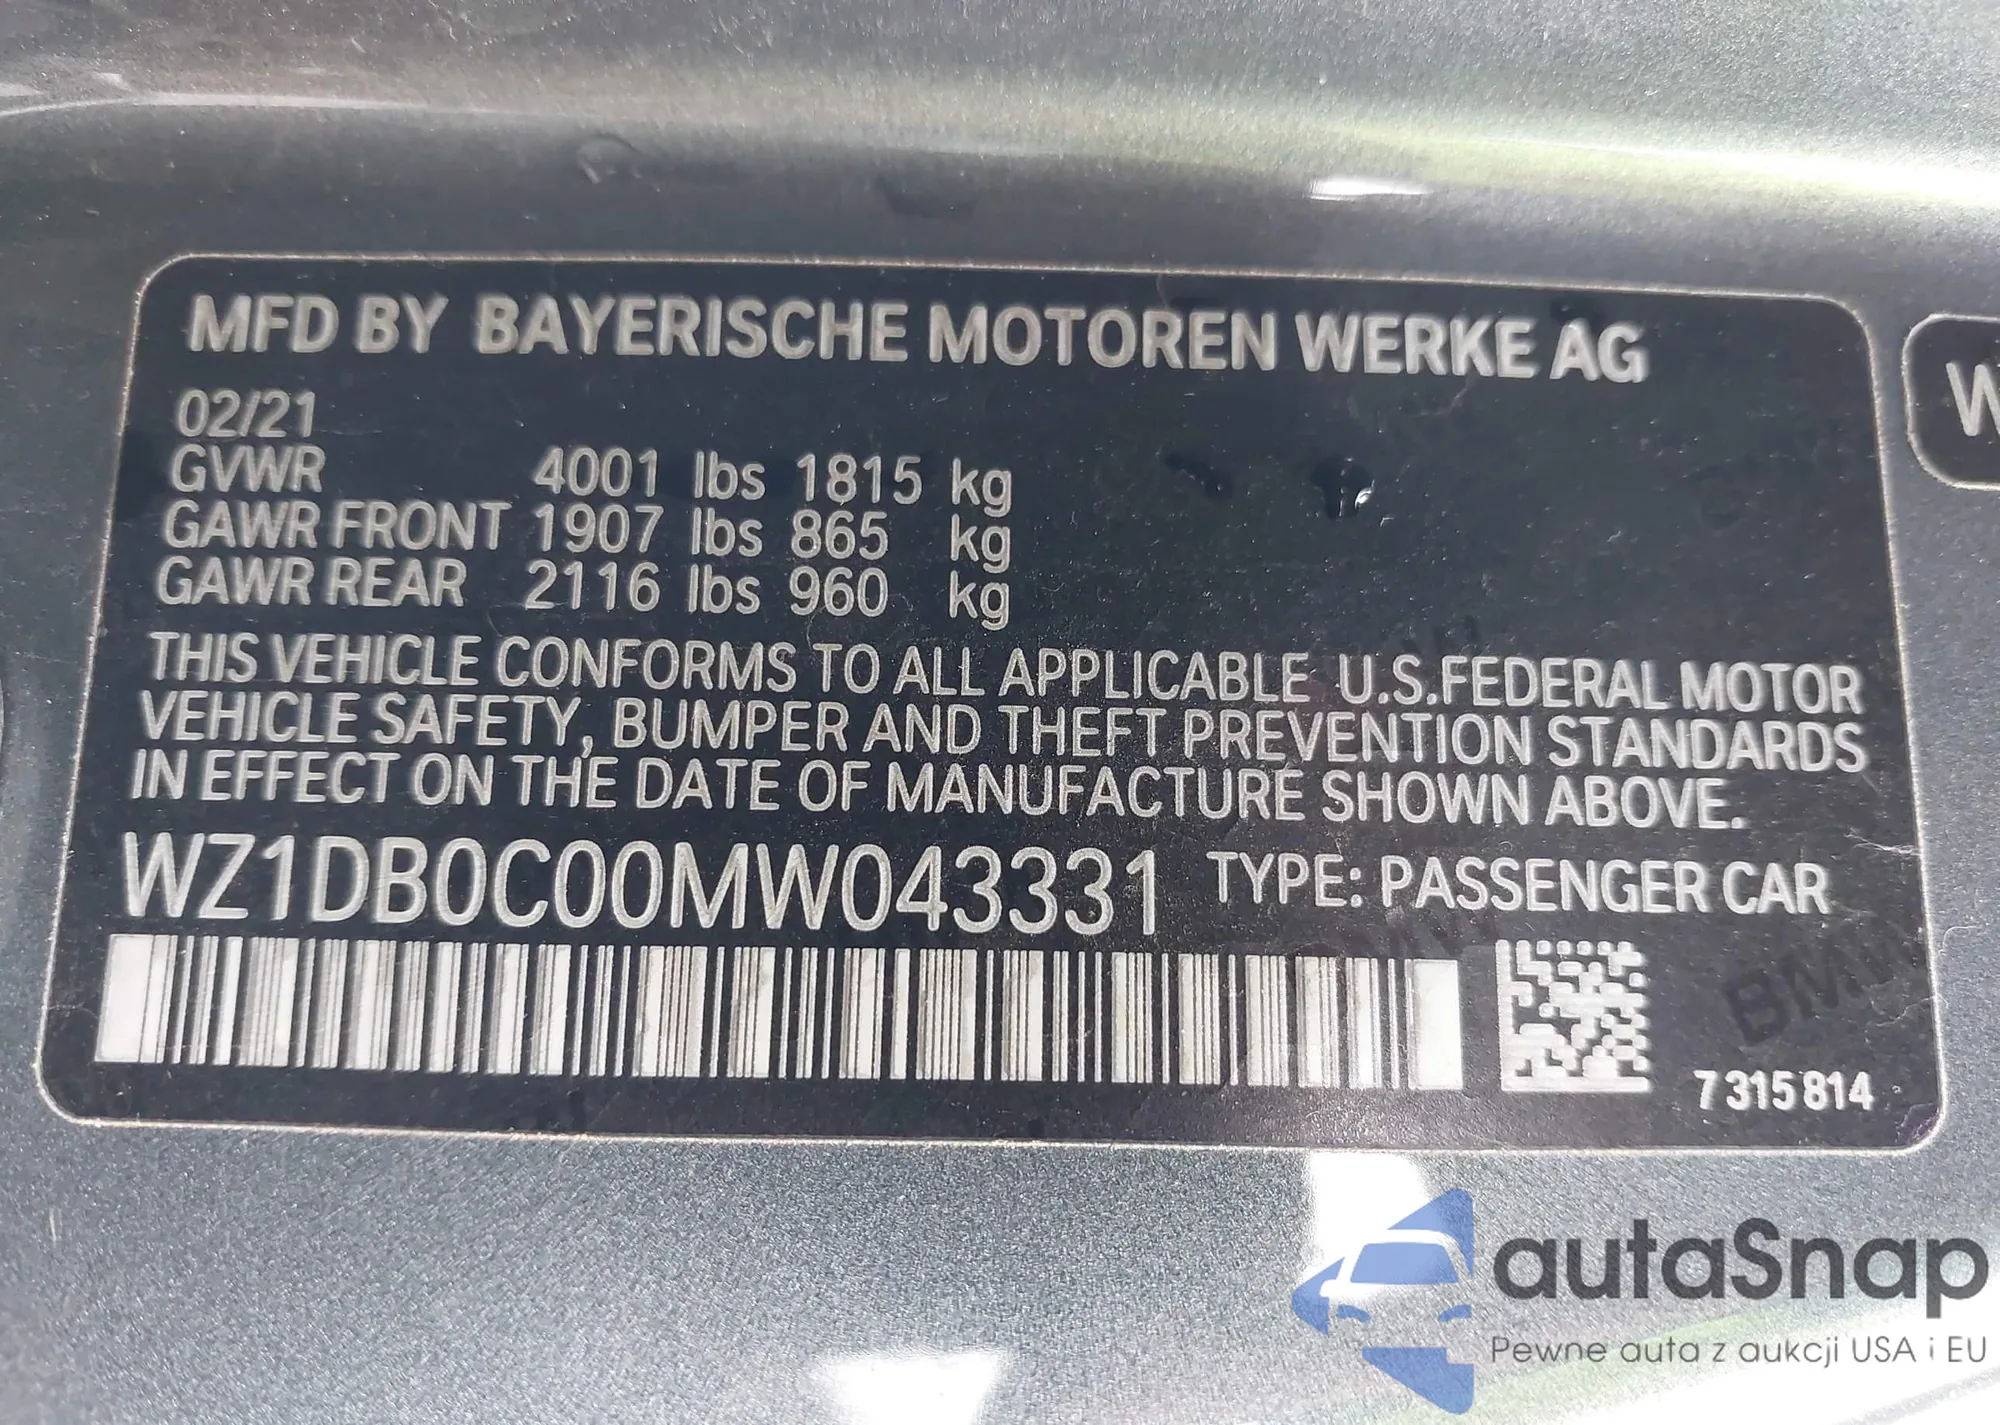 MFD BY BAYERISCHE MOTOREN WERKE AG
02/21
GVWR 4001 lbs 1815 kg
GAWR FRONT 1907 lbs 865 kg
GAWR REAR 2116 lbs 960 kg
THIS VEHICLE CONFORMS TO ALL APPLICABLE U.S.FEDERAL MOTOR
VEHICLE SAFETY, BUMPER AND THEFT PREVENTION STANDARDS
IN EFFECT ON THE DATE OF MANUFACTURE SHOWN ABOVE.
WZ1DB0C00MW043331 TYPE: PASSENGER CAR
BMW
7315814
W
autaSnap
Pewne auta z aukcji USA i EU